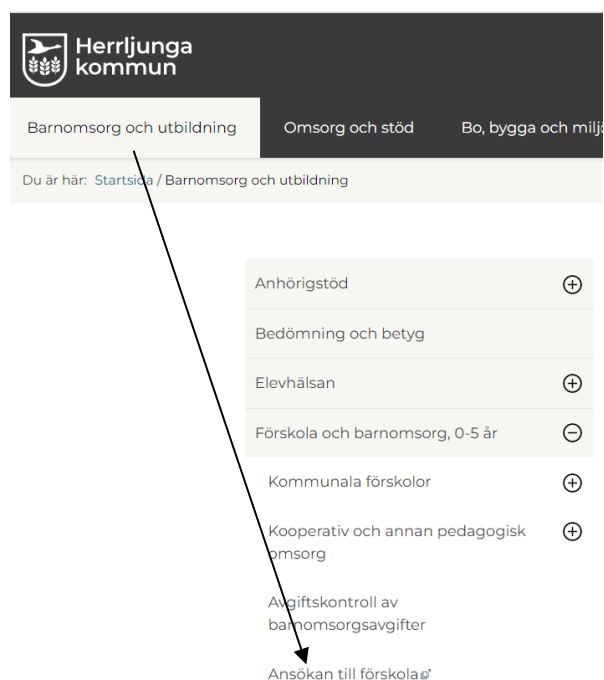 Herrljunga
kommun
Barnomsorg och utbildning
Omsorg och stöd
Bo, bygga och miljö
Du är här: Startsida / Barnomsorg och utbildning
Anhörigstöd
Bedömning och betyg
Elevhälsan
Förskola och barnomsorg, 0-5 år
Kommunala förskolor
Kooperativ och annan pedagogisk
omsorg
Avgiftskontroll av
barnomsorgsavgifter
Ansökan till förskola